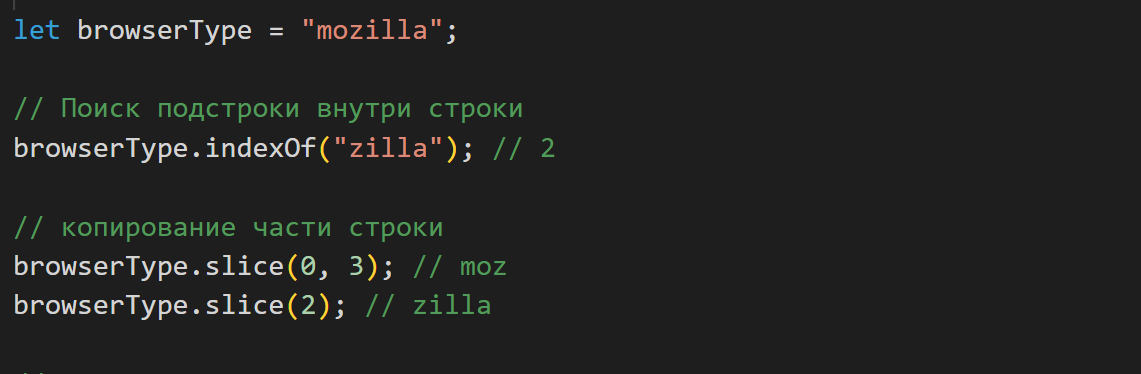 let browserType = "mozilla";
// Поиск подстроки внутри строки
browserType.indexOf("zilla"); // 2
// копирование части строки
browserType.slice(0, 3); // moz
browserType.slice(2); // zilla